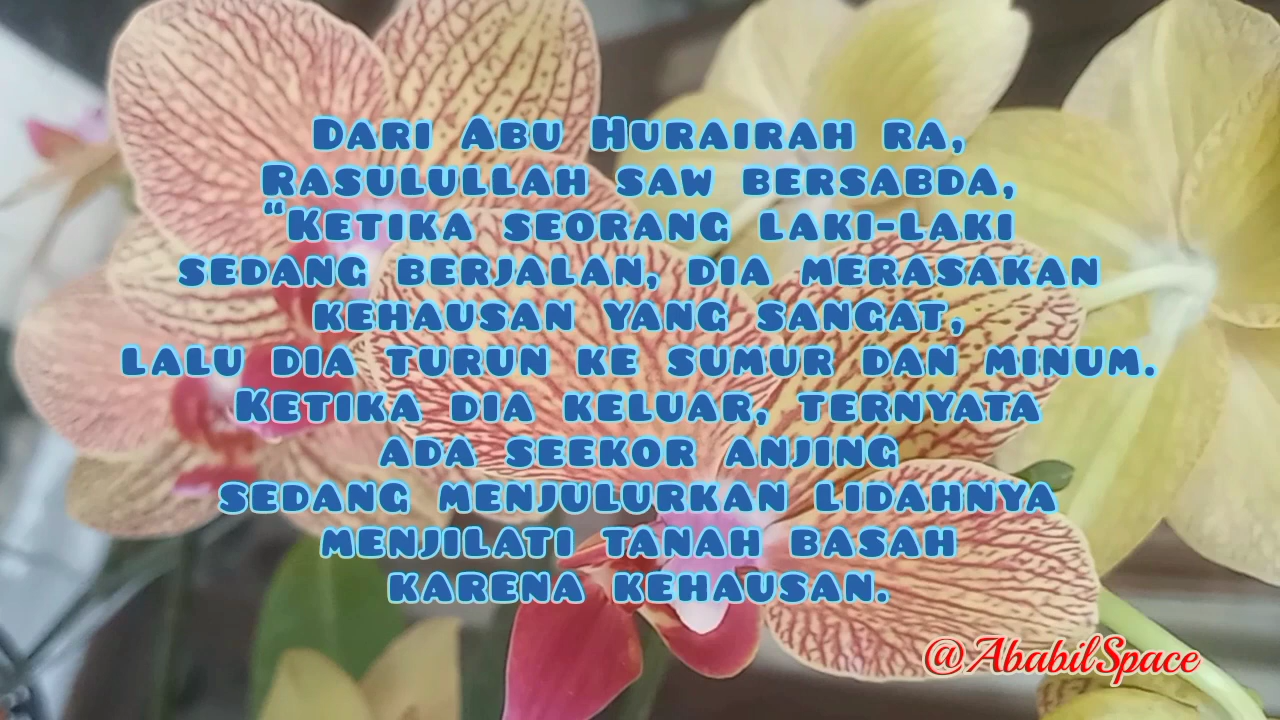 Dari Abu Hurairah ra,
Rasulullah saw bersabda,
“Ketika seorang laki-laki
sedang berjalan, dia merasakan
kehausan yang sangat,
lalu dia turun ke sumur dan minum.
Ketika dia keluar, ternyata
ada seekor anjing
sedang menjulurkan lidahnya
menjilati tanah basah
karena kehausan.
@AbabilSpace